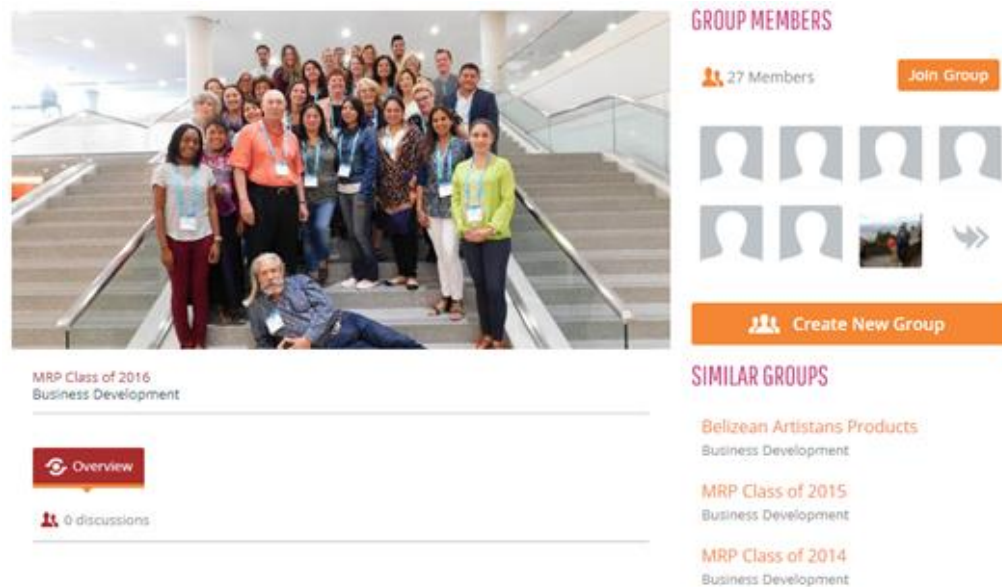 GROUP MEMBERS
27 Members
Join Group
Create New Group
MRP Class of 2016
Business Development
Overview
0 discussions
SIMILAR GROUPS
Belizean Artistans Products
Business Development
MRP Class of 2015
Business Development
MRP Class of 2014
Business Development